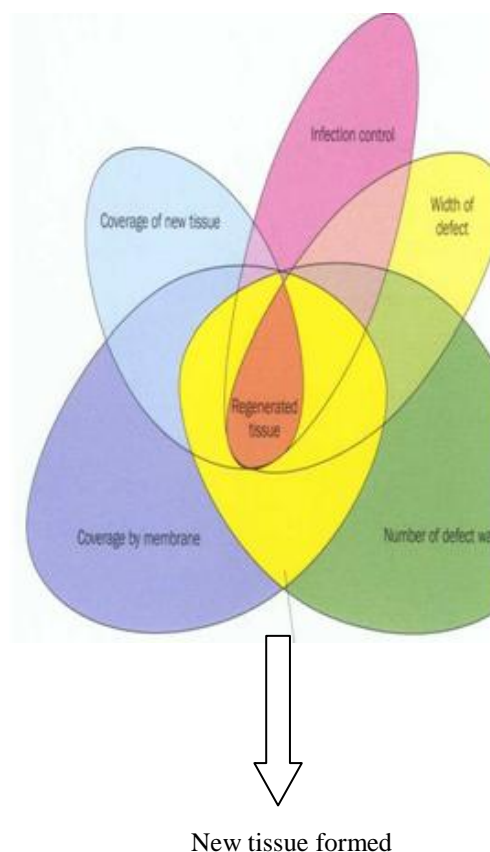 Infection control
Width of
defect
Coverage of new tissue
Regenerated
tissue
Coverage by membrane
Number of defect wa
New tissue formed